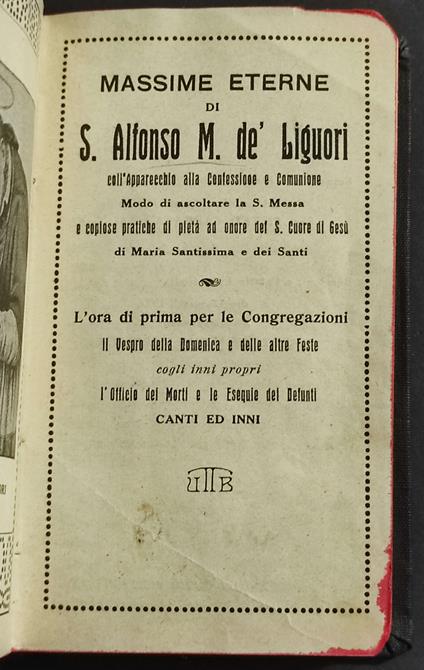 MASSIME ETERNE
DI
S. Alfonso M. de' Liguori
coll'Apparecchio alla Confessione e Comunione
Modo di ascoltare la S. Messa
e copiose pratiche di pietà ad onore del S. Cuore di Gesù
di Maria Santissima e dei Santi
L'ora di prima per le Congregazioni
Il Vespro della Domenica e delle altre Feste
cogli inni propri
l'Officio dei Morti e le Esequie dei Defunti
CANTI ED INNI